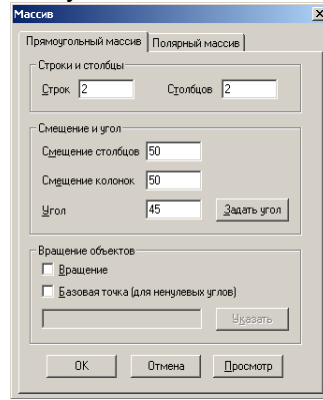 Массив
Прямоугольный массив Полярный массив
Строки и столбцы
Строк 2 Столбцов 2
Смещение и угол
Смещение столбцов 50
Смещение колонок 50
Угол 45 Задать угол
Вращение объектов
Вращение
Базовая точка (для ненулевых углов)
Указать
OK Отмена Просмотр